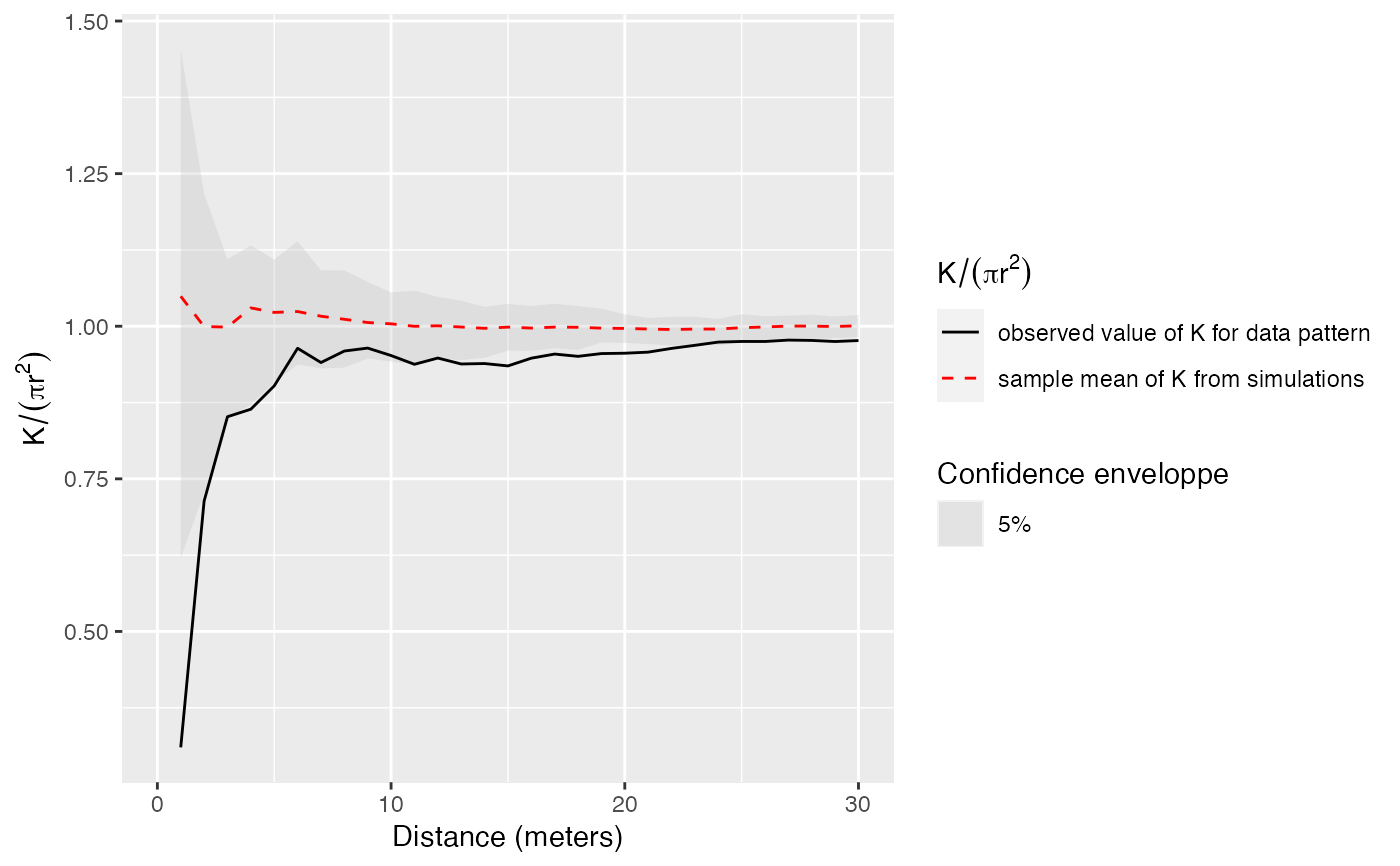 1.50
1.25
1.00
0.75
0.50
K/(πr²)
0 10 20 30
Distance (meters)
K/(πr²)
observed value of K for data pattern
sample mean of K from simulations
Confidence enveloppe
5%